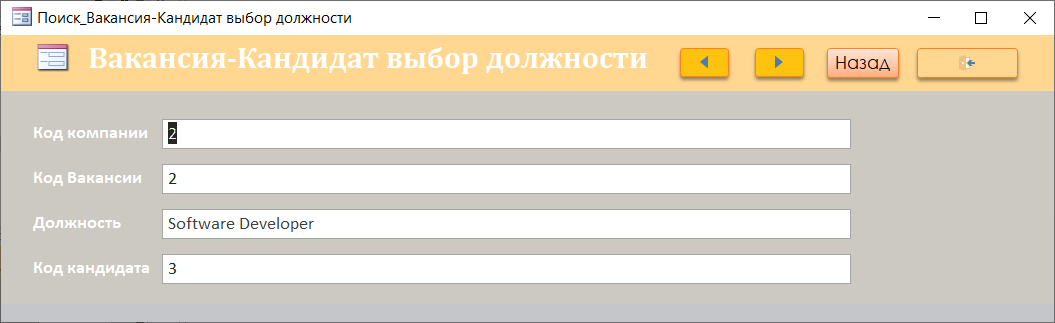 Поиск_Вакансия-Кандидат выбор должности
Вакансия-Кандидат выбор должности
Назад
Код компании 2
Код Вакансии 2
Должность Software Developer
Код кандидата 3